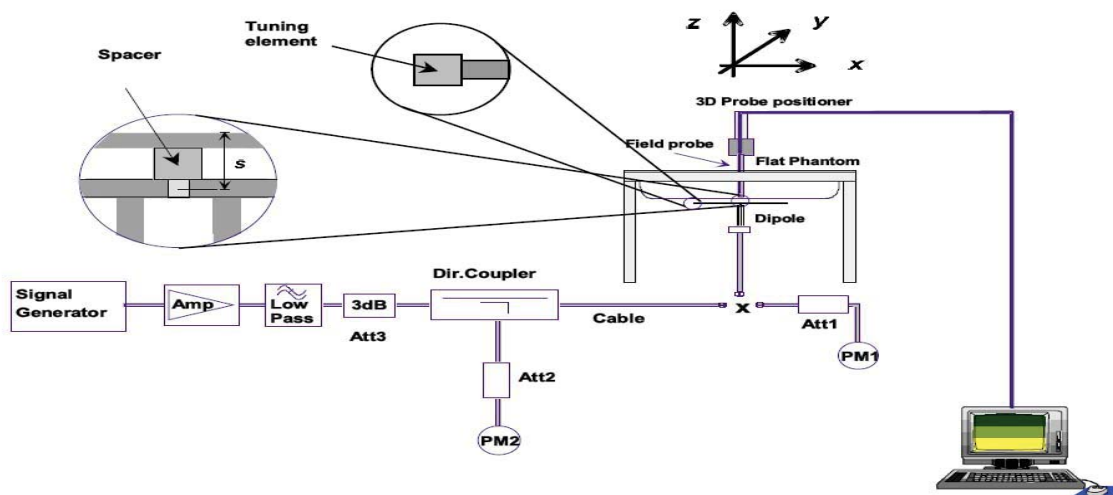 Tuning
element
Spacer
s
z
y
x
3D Probe positioner
Field probe
Flat Phantom
Dipole
Dir.Coupler
Signal
Generator
Amp
Low
Pass
3dB
Att3
Cable
x
Att1
PM1
Att2
PM2